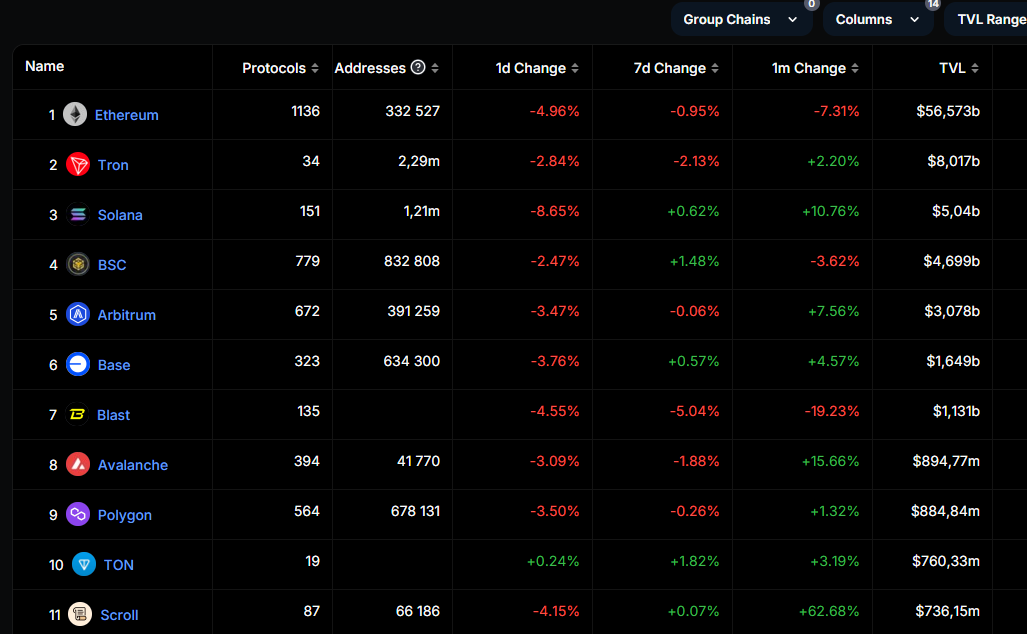 0 14
Group Chains Columns TVL Range
Name Protocols Addresses ? 1d Change 7d Change 1m Change TVL
1 Ethereum 1136 332 527 -4.96% -0.95% -7.31% $56,573b
2 Tron 34 2,29m -2.84% -2.13% +2.20% $8,017b
3 Solana 151 1,21m -8.65% +0.62% +10.76% $5,04b
4 BSC 779 832 808 -2.47% +1.48% -3.62% $4,699b
5 Arbitrum 672 391 259 -3.47% -0.06% +7.56% $3,078b
6 Base 323 634 300 -3.76% +0.57% +4.57% $1,649b
7 Blast 135 -4.55% -5.04% -19.23% $1,131b
8 Avalanche 394 41 770 -3.09% -1.88% +15.66% $894,77m
9 Polygon 564 678 131 -3.50% -0.26% +1.32% $884,84m
10 TON 19 +0.24% +1.82% +3.19% $760,33m
11 Scroll 87 66 186 -4.15% +0.07% +62.68% $736,15m